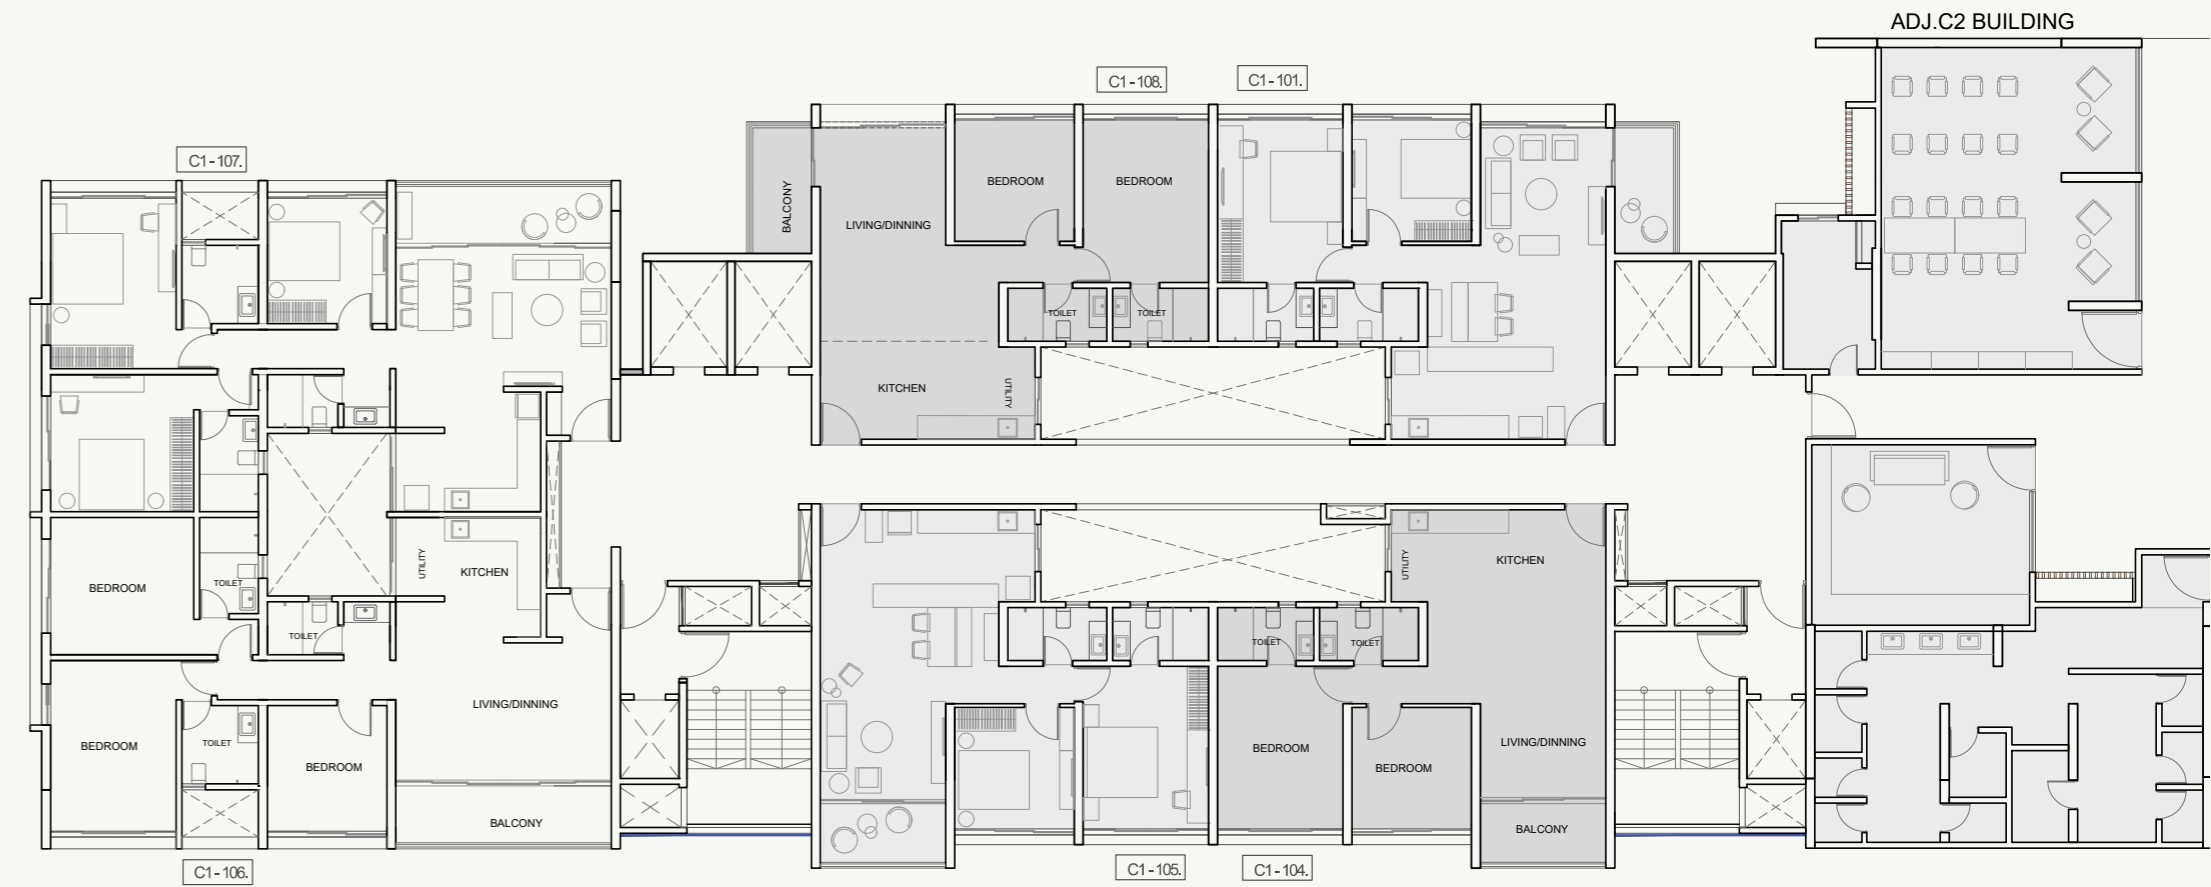 ADJ.C2 BUILDING
C1-108.
C1-101.
C1-107.
BEDROOM
BEDROOM
BALCONY
LIVING/DINNING
TOILET
TOILET
KITCHEN
UTILITY
UTILITY
KITCHEN
BEDROOM
TOILET
TOILET
LIVING/DINNING
BEDROOM
TOILET
BEDROOM
BALCONY
C1-106.
UTILITY
KITCHEN
TOILET
TOILET
LIVING/DINNING
BEDROOM
BEDROOM
BALCONY
C1-105.
C1-104.